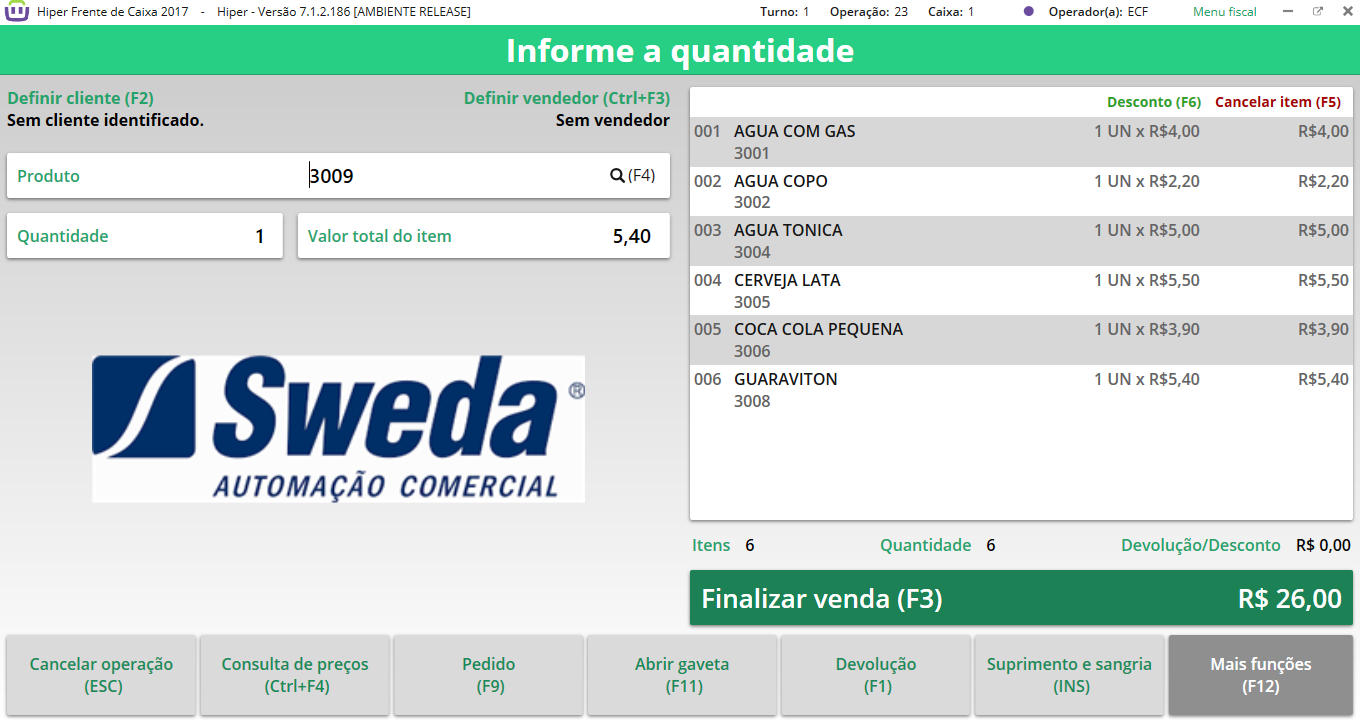 Hiper Frente de Caixa 2017 - Hiper - Versão 7.1.2.186 [AMBIENTE RELEASE] Turno: 1 Operação: 23 Caixa: 1 Operador(a): ECF Menu fiscal
Informe a quantidade
Definir cliente (F2) Definir vendedor (Ctrl+F3)
Sem cliente identificado. Sem vendedor
Produto 3009 (F4)
Quantidade 1 Valor total do item 5,40
Sweda ®
AUTOMAÇÃO COMERCIAL
Desconto (F6) Cancelar item (F5)
001 AGUA COM GAS 1 UN x R$4,00 R$4,00
3001
002 AGUA COPO 1 UN x R$2,20 R$2,20
3002
003 AGUA TONICA 1 UN x R$5,00 R$5,00
3004
004 CERVEJA LATA 1 UN x R$5,50 R$5,50
3005
005 COCA COLA PEQUENA 1 UN x R$3,90 R$3,90
3006
006 GUARAVITON 1 UN x R$5,40 R$5,40
3008
Itens 6 Quantidade 6 Devolução/Desconto R$ 0,00
Finalizar venda (F3) R$ 26,00
Cancelar operação (ESC)
Consulta de preços (Ctrl+F4)
Pedido (F9)
Abrir gaveta (F11)
Devolução (F1)
Suprimento e sangria (INS)
Mais funções (F12)